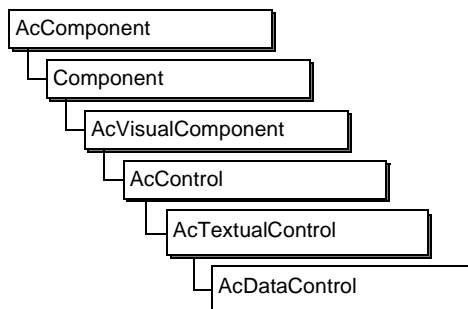 AcComponent
Component
AcVisualComponent
AcControl
AcTextualControl
AcDataControl